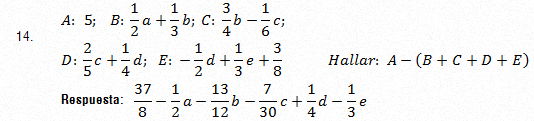 14. A: 5; B: 1/2 a + 1/3 b; C: 3/4 b − 1/6 c;
D: 2/5 c + 1/4 d; E: − 1/2 d + 1/3 e + 3/8 Hallar: A − (B + C + D + E)
Respuesta: 37/8 − 1/2 a − 13/12 b − 7/30 c + 1/4 d − 1/3 e